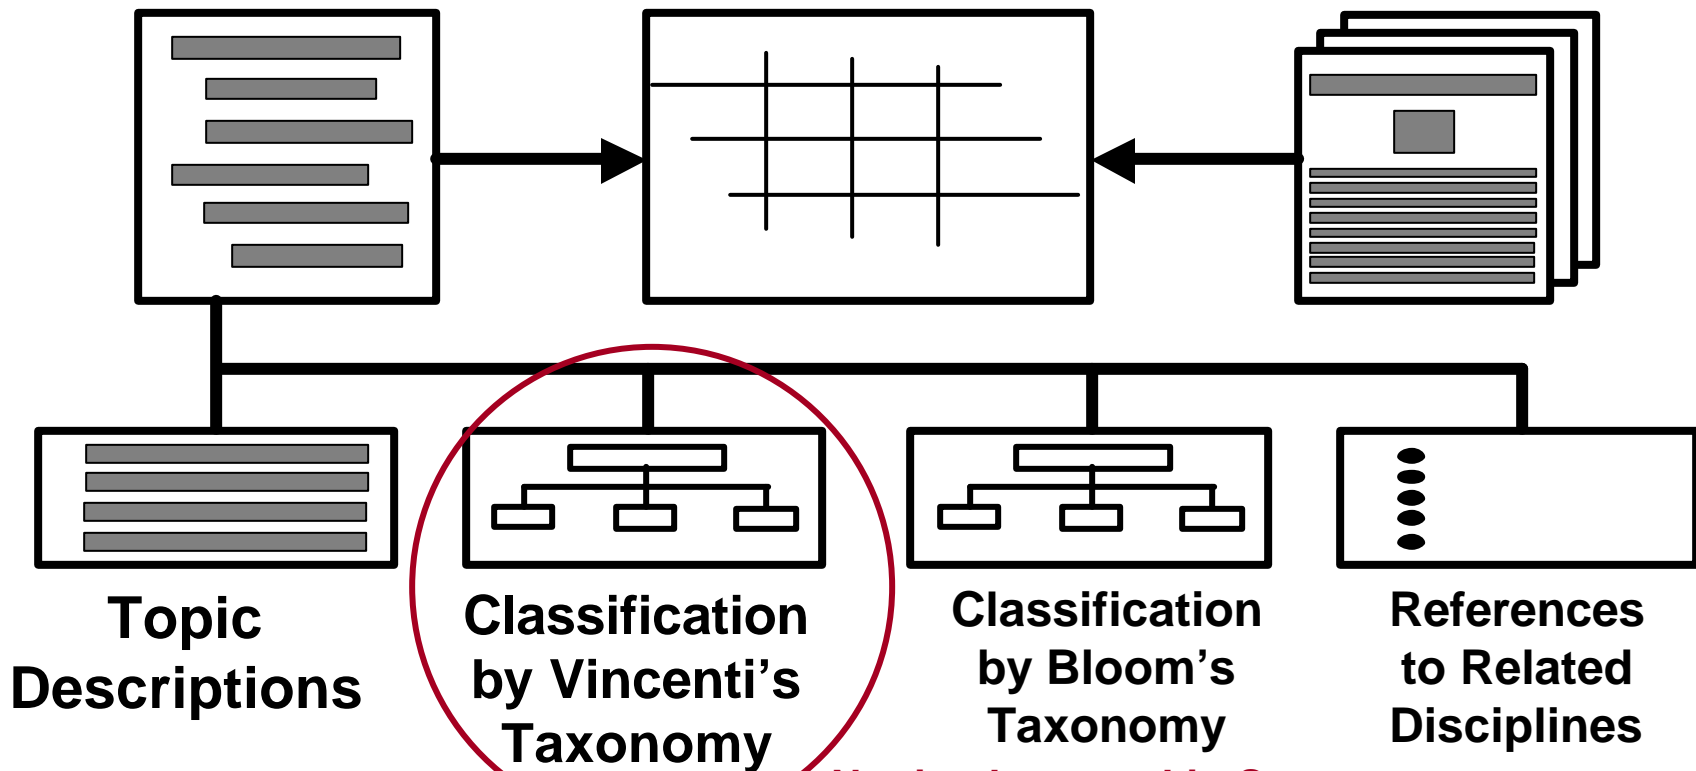 Topic
Descriptions
Classification
by Vincenti’s
Taxonomy
Classification
by Bloom’s
Taxonomy
References
to Related
Disciplines